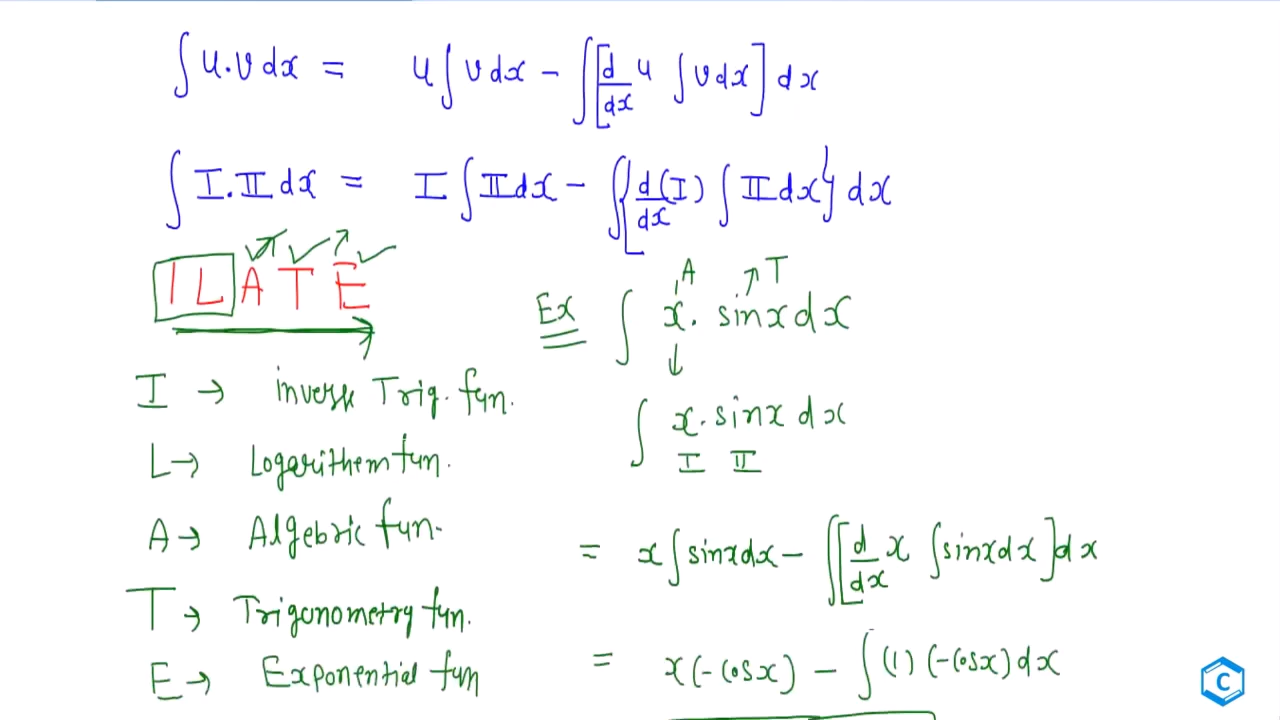 ∫ u.v dx = u ∫ v dx − ∫ [d/dx u ∫ v dx] dx
∫ I.II dx = I ∫ II dx − ∫ {d(I)/dx ∫ II dx} dx
ILATE
I → inverse Trig. fun.
L → Logarithem fun.
A → Algebric fun.
T → Trigonometry fun.
E → Exponential fun
A T
Ex ∫ x. sinx dx
∫ x. sinx dx
I II
= x ∫ sinx dx − ∫ [d/dx x ∫ sinx dx] dx
= x (-cosx) − ∫ (1) (-cosx) dx
C